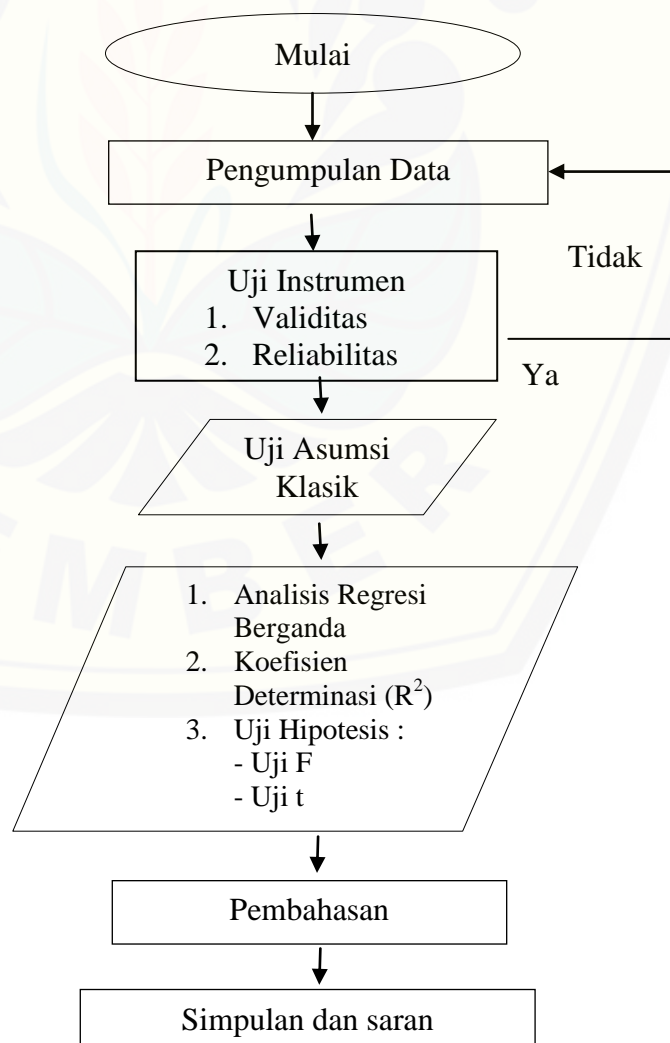 Mulai
Pengumpulan Data
Tidak
Uji Instrumen
1. Validitas
2. Reliabilitas
Ya
Uji Asumsi
Klasik
1. Analisis Regresi
Berganda
2. Koefisien
Determinasi (R²)
3. Uji Hipotesis :
- Uji F
- Uji t
Pembahasan
Simpulan dan saran